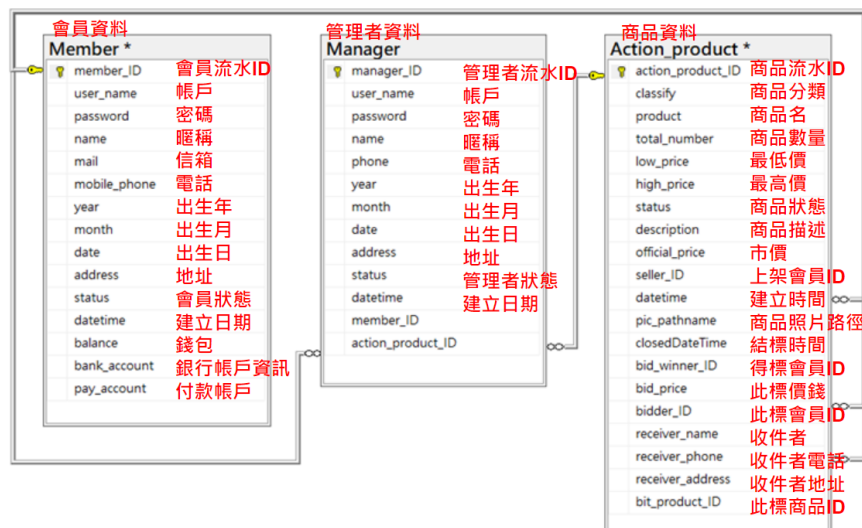 會員資料
Member *
member_ID 會員流水ID
user_name 帳戶
password 密碼
name 暱稱
mail 信箱
mobile_phone 電話
year 出生年
month 出生月
date 出生日
address 地址
status 會員狀態
datetime 建立日期
balance 錢包
bank_account 銀行帳戶資訊
pay_account 付款帳戶
管理者資料
Manager
manager_ID 管理者流水ID
user_name 帳戶
password 密碼
name 暱稱
phone 電話
year 出生年
month 出生月
date 出生日
address 地址
status 管理者狀態
datetime 建立日期
member_ID
action_product_ID
商品資料
Action_product *
action_product_ID 商品流水ID
classify 商品分類
product 商品名
total_number 商品數量
low_price 最低價
high_price 最高價
status 商品狀態
description 商品描述
official_price 市價
seller_ID 上架會員ID
datetime 建立時間
pic_pathname 商品照片路徑
closedDateTime 結標時間
bid_winner_ID 得標會員ID
bid_price 此標價錢
bidder_ID 此標會員ID
receiver_name 收件者
receiver_phone 收件者電話
receiver_address 收件者地址
bit_product_ID 此標商品ID